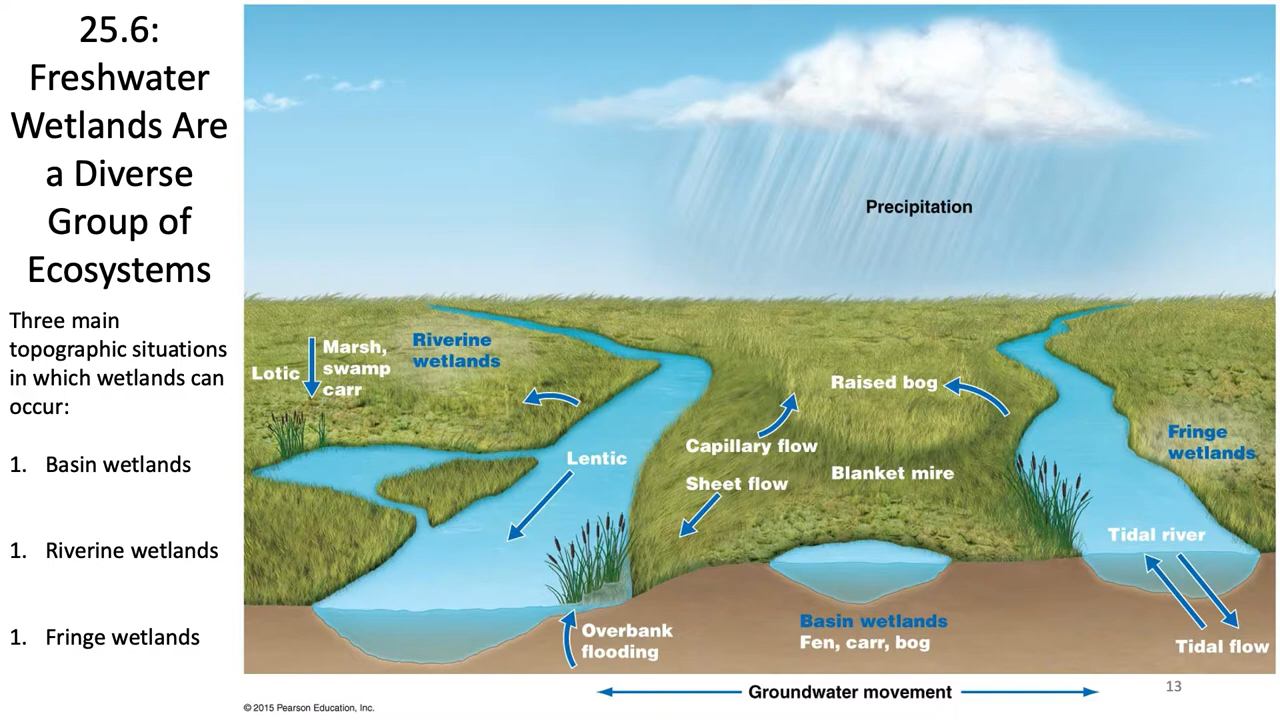 25.6:
Freshwater
Wetlands Are
a Diverse
Group of
Ecosystems
Three main
topographic situations
in which wetlands can
occur:
1. Basin wetlands
1. Riverine wetlands
1. Fringe wetlands
Precipitation
Lotic
Marsh,
swamp
carr
Riverine
wetlands
Lentic
Capillary flow
Sheet flow
Raised bog
Blanket mire
Fringe
wetlands
Tidal river
Tidal flow
Overbank
flooding
Basin wetlands
Fen, carr, bog
Groundwater movement
13
© 2015 Pearson Education, Inc.